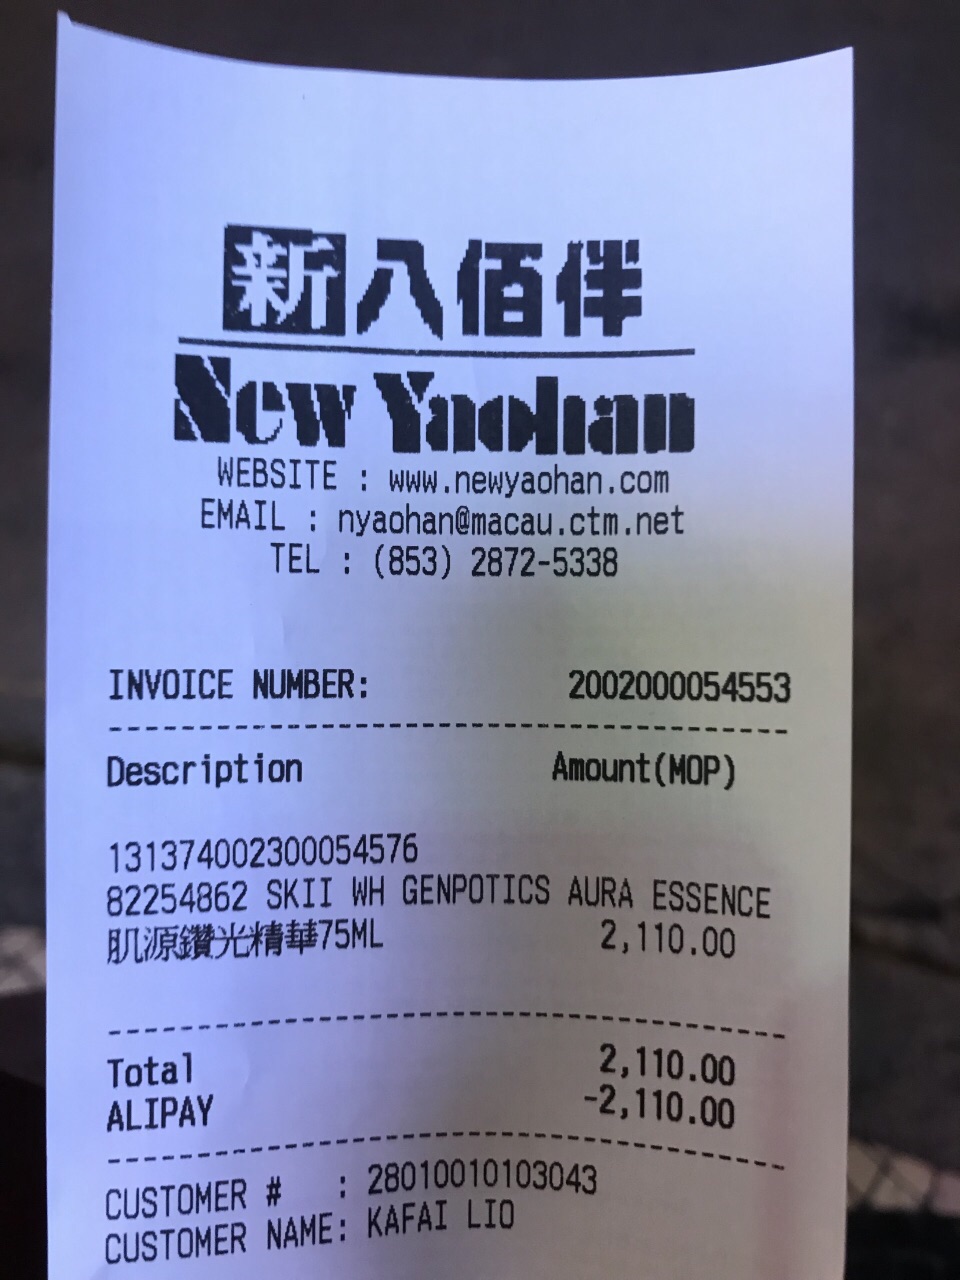 新八佰伴
New Yaohan
WEBSITE : www.newyaohan.com
EMAIL : nyaohan@macau.ctm.net
TEL : (853) 2872-5338
INVOICE NUMBER: 2002000054553
Description Amount(MOP)
131374002300054576
82254862 SKII WH GENPOTICS AURA ESSENCE
肌源鑽光精華75ML 2,110.00
Total 2,110.00
ALIPAY -2,110.00
CUSTOMER # : 28010010103043
CUSTOMER NAME: KAFAI LIO